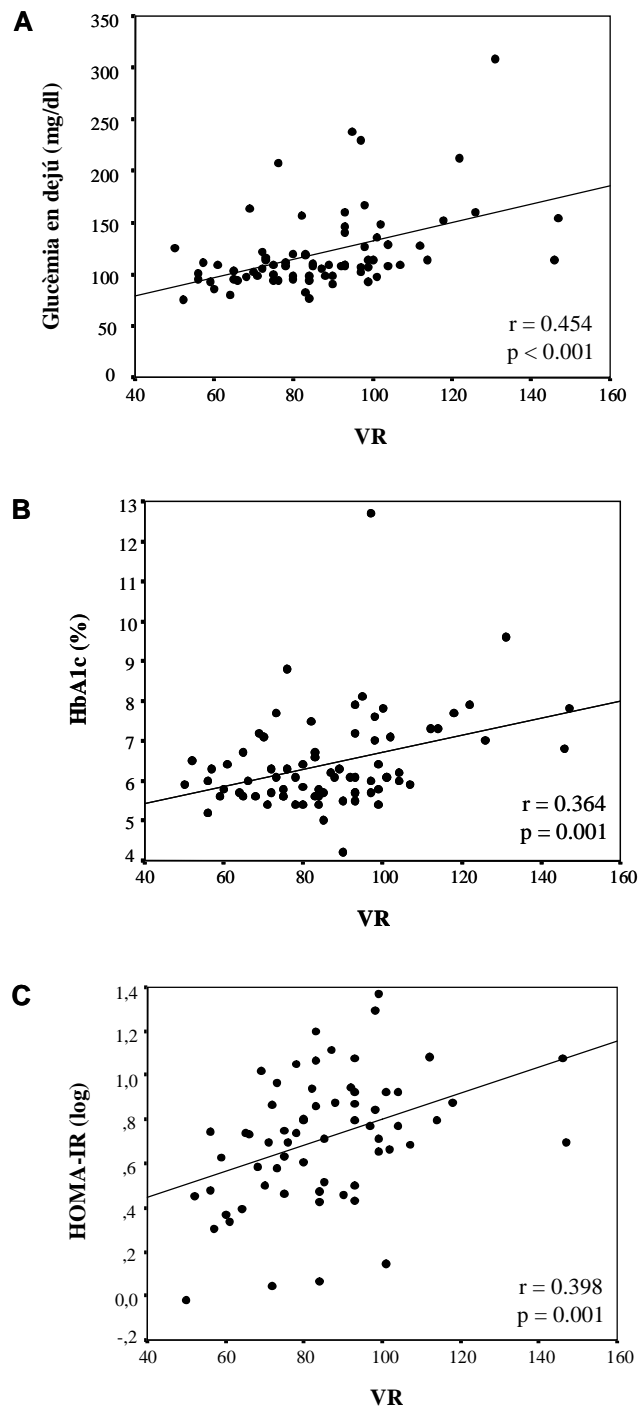 A
Glucèmia en dejú (mg/dl)
350
300
250
200
150
100
50
0
40 60 80 100 120 140 160
r = 0.454
p < 0.001
VR
B
HbA1c (%)
13
12
11
10
9
8
7
6
5
4
40 60 80 100 120 140 160
r = 0.364
p = 0.001
VR
C
HOMA-IR (log)
1,4
1,2
1,0
,8
,6
,4
,2
0,0
-,2
40 60 80 100 120 140 160
r = 0.398
p = 0.001
VR